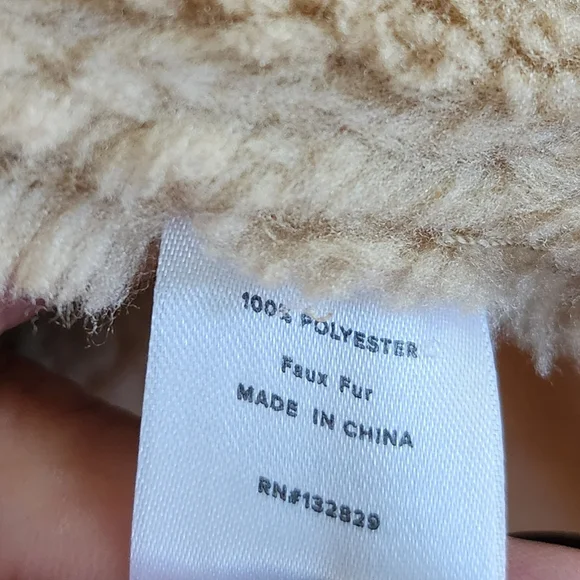 100% POLYESTER
Faux Fur
MADE IN CHINA
RN#132829